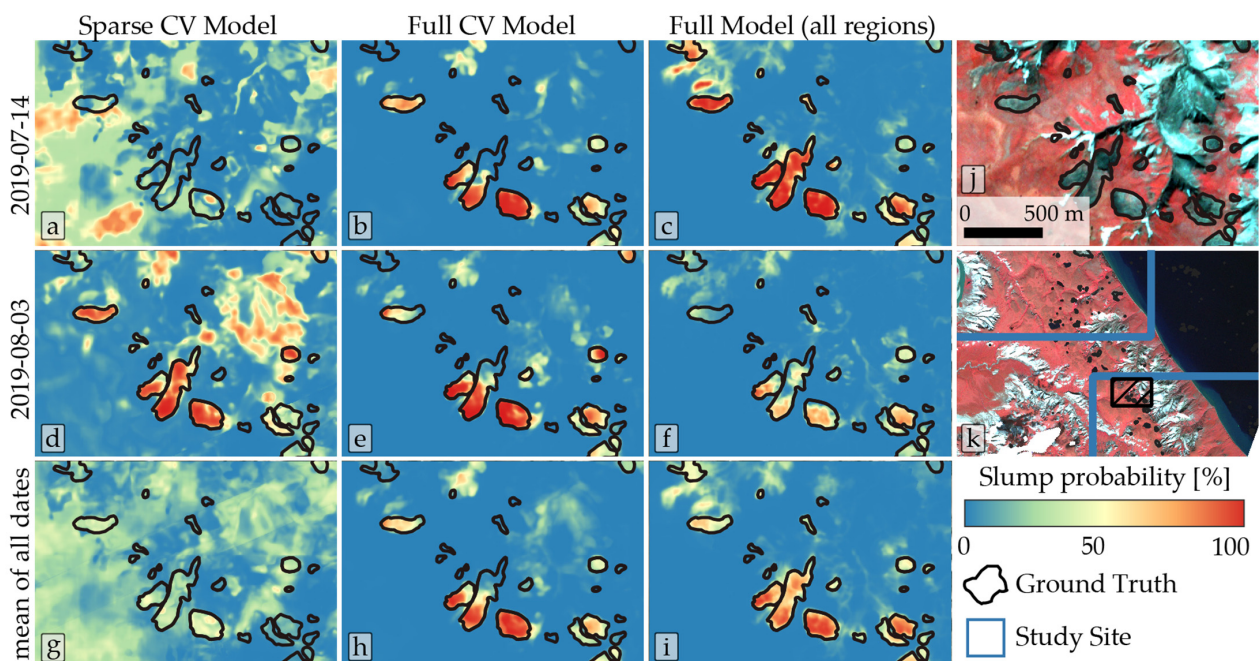 Sparse CV Model
Full CV Model
Full Model (all regions)
2019-07-14
a
b
c
j
0 500 m
2019-08-03
d
e
f
k
mean of all dates
g
h
i
Slump probability [%]
0 50 100
Ground Truth
Study Site